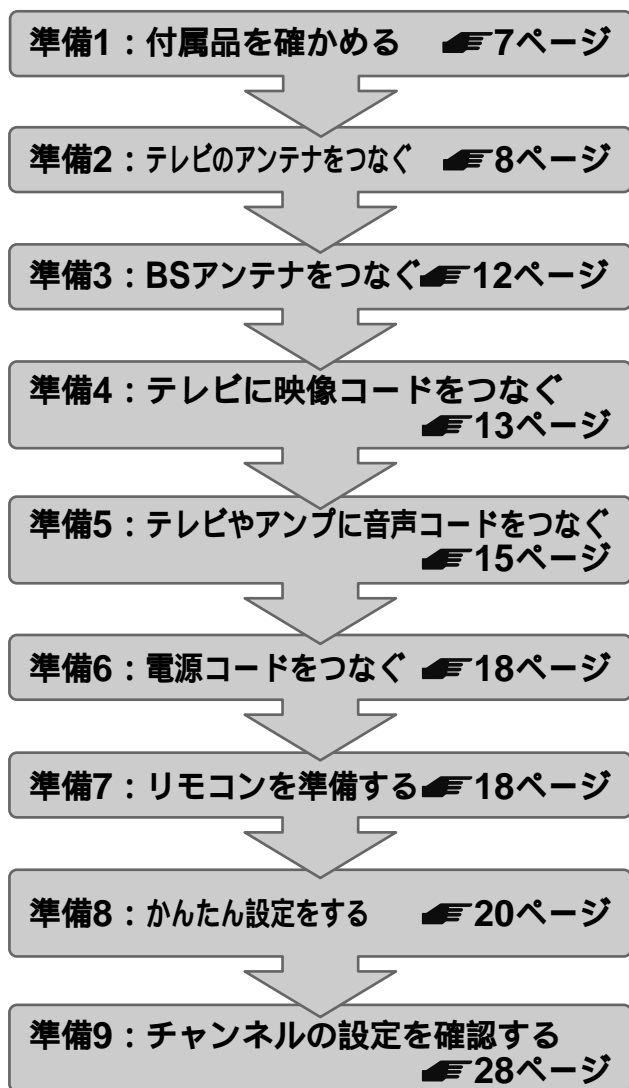 準備1：付属品を確かめる ☛7ページ
準備2：テレビのアンテナをつなぐ ☛8ページ
準備3：BSアンテナをつなぐ☛12ページ
準備4：テレビに映像コードをつなぐ
☛13ページ
準備5：テレビやアンプに音声コードをつなぐ
☛15ページ
準備6：電源コードをつなぐ ☛18ページ
準備7：リモコンを準備する☛18ページ
準備8：かんたん設定をする ☛20ページ
準備9：チャンネルの設定を確認する
☛28ページ